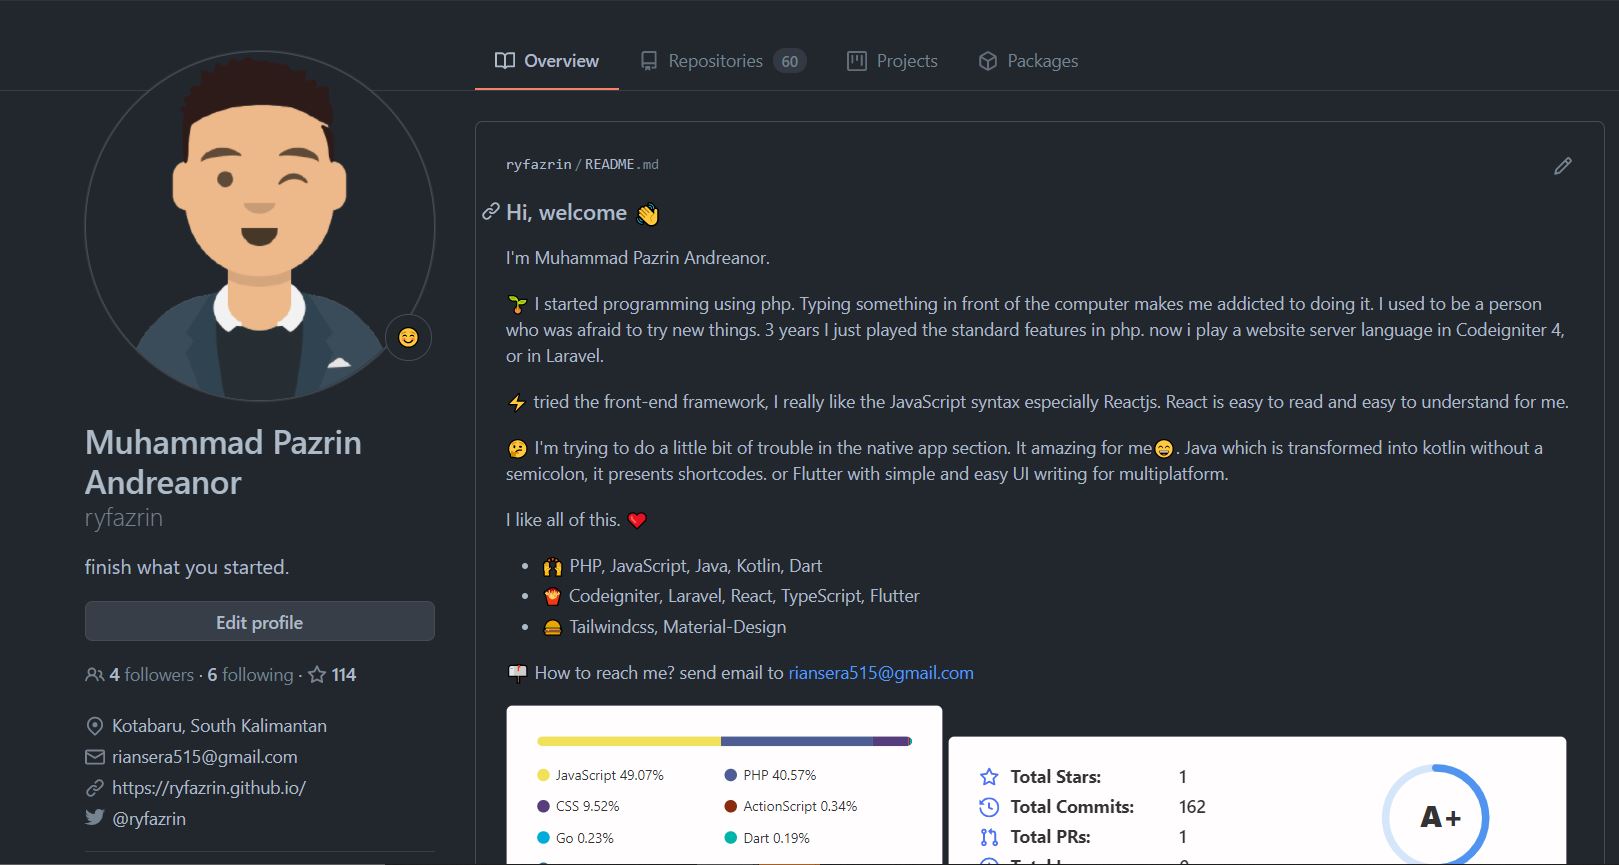 Overview Repositories 60 Projects Packages
Muhammad Pazrin
Andreanor
ryfazrin
finish what you started.
Edit profile
4 followers · 6 following · 114
Kotabaru, South Kalimantan
riansera515@gmail.com
https://ryfazrin.github.io/
@ryfazrin
ryfazrin/README.md
Hi, welcome 👋
I'm Muhammad Pazrin Andreanor.
🌱 I started programming using php. Typing something in front of the computer makes me addicted to doing it. I used to be a person
who was afraid to try new things. 3 years I just played the standard features in php. now i play a website server language in Codeigniter 4,
or in Laravel.
⚡ tried the front-end framework, I really like the JavaScript syntax especially Reactjs. React is easy to read and easy to understand for me.
🤔 I'm trying to do a little bit of trouble in the native app section. It amazing for me😄. Java which is transformed into kotlin without a
semicolon, it presents shortcodes. or Flutter with simple and easy UI writing for multiplatform.
I like all of this. ❤️
• 🙌 PHP, JavaScript, Java, Kotlin, Dart
• 🍟 Codeigniter, Laravel, React, TypeScript, Flutter
• 🍔 Tailwindcss, Material-Design
📬 How to reach me? send email to riansera515@gmail.com
JavaScript 49.07% PHP 40.57%
CSS 9.52% ActionScript 0.34%
Go 0.23% Dart 0.19%
Total Stars: 1
Total Commits: 162
Total PRs: 1
A+